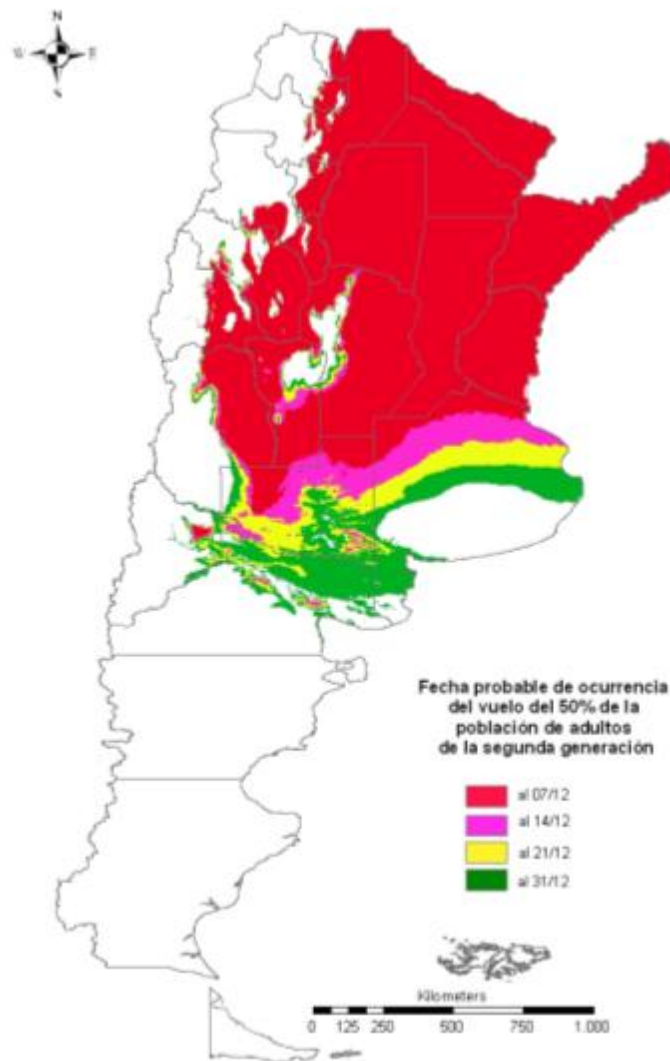 N
E
Fecha probable de ocurrencia
del vuelo del 50% de la
población de adultos
de la segunda generación
al 07/12
al 14/12
al 21/12
al 31/12
Kilometers
0 125 250 500 750 1.000